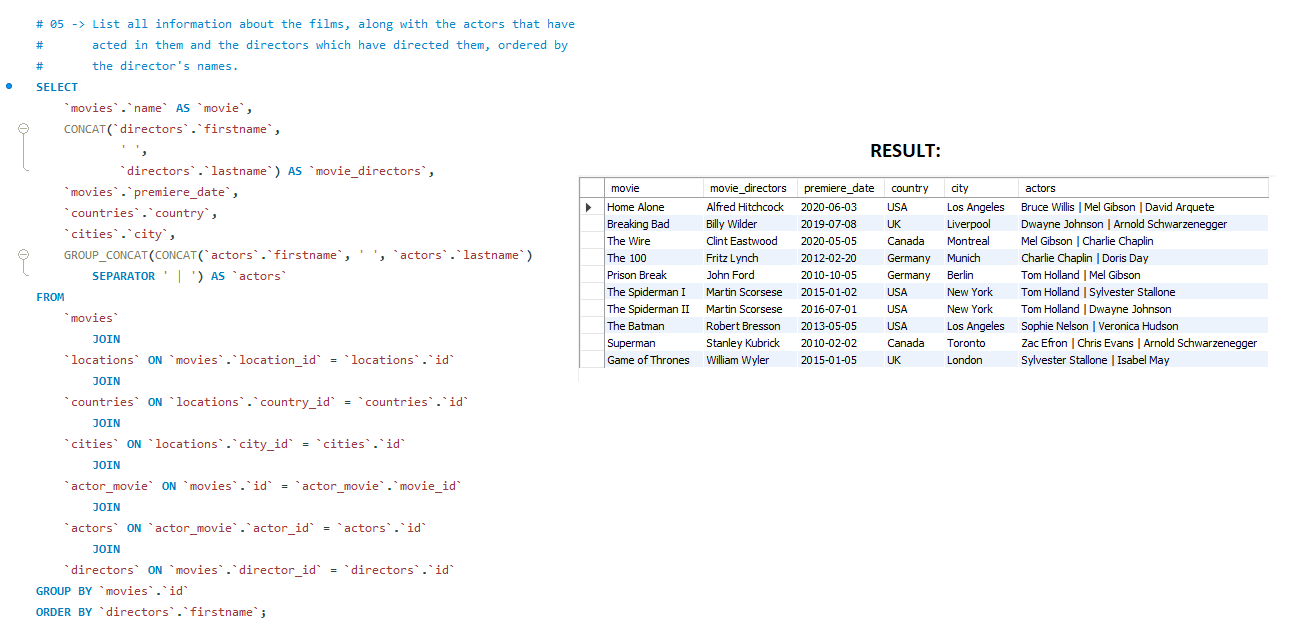 # 05 -> List all information about the films, along with the actors that have
#       acted in them and the directors which have directed them, ordered by
#       the director's names.
SELECT
    `movies`.`name` AS `movie`,
    CONCAT(`directors`.`firstname`,
            ' ',
            `directors`.`lastname`) AS `movie_directors`,
    `movies`.`premiere_date`,
    `countries`.`country`,
    `cities`.`city`,
    GROUP_CONCAT(CONCAT(`actors`.`firstname`, ' ', `actors`.`lastname`)
        SEPARATOR ' | ') AS `actors`
FROM
    `movies`
        JOIN
    `locations` ON `movies`.`location_id` = `locations`.`id`
        JOIN
    `countries` ON `locations`.`country_id` = `countries`.`id`
        JOIN
    `cities` ON `locations`.`city_id` = `cities`.`id`
        JOIN
    `actor_movie` ON `movies`.`id` = `actor_movie`.`movie_id`
        JOIN
    `actors` ON `actor_movie`.`actor_id` = `actors`.`id`
        JOIN
    `directors` ON `movies`.`director_id` = `directors`.`id`
GROUP BY `movies`.`id`
ORDER BY `directors`.`firstname`;
RESULT:
movie movie_directors premiere_date country city actors
Home Alone Alfred Hitchcock 2020-06-03 USA Los Angeles Bruce Willis | Mel Gibson | David Arquete
Breaking Bad Billy Wilder 2019-07-08 UK Liverpool Dwayne Johnson | Arnold Schwarzenegger
The Wire Clint Eastwood 2020-05-05 Canada Montreal Mel Gibson | Charlie Chaplin
The 100 Fritz Lynch 2012-02-20 Germany Munich Charlie Chaplin | Doris Day
Prison Break John Ford 2010-10-05 Germany Berlin Tom Holland | Mel Gibson
The Spiderman I Martin Scorsese 2015-01-02 USA New York Tom Holland | Sylvester Stallone
The Spiderman II Martin Scorsese 2016-07-01 USA New York Tom Holland | Dwayne Johnson
The Batman Robert Bresson 2013-05-05 USA Los Angeles Sophie Nelson | Veronica Hudson
Superman Stanley Kubrick 2010-02-02 Canada Toronto Zac Efron | Chris Evans | Arnold Schwarzenegger
Game of Thrones William Wyler 2015-01-05 UK London Sylvester Stallone | Isabel May